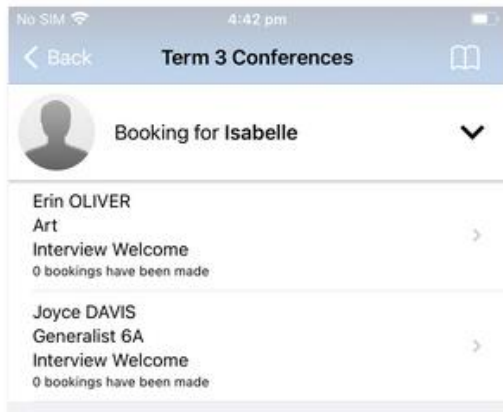 No SIM 4:42 pm
Back Term 3 Conferences
Booking for Isabelle
Erin OLIVER
Art
Interview Welcome
0 bookings have been made
Joyce DAVIS
Generalist 6A
Interview Welcome
0 bookings have been made